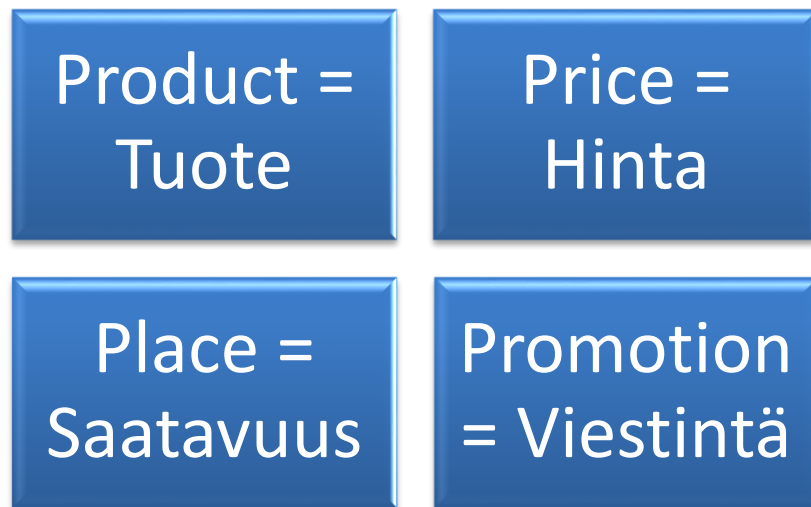 Product =
Tuote
Price =
Hinta
Place =
Saatavuus
Promotion
= Viestintä